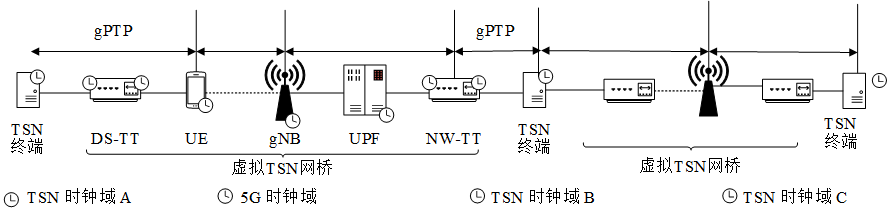 gPTP gPTP
TSN 终端 DS-TT UE gNB UPF NW-TT TSN 终端 TSN 终端
虚拟TSN网桥 虚拟TSN网桥
TSN 时钟域 A 5G 时钟域 TSN 时钟域 B TSN 时钟域 C